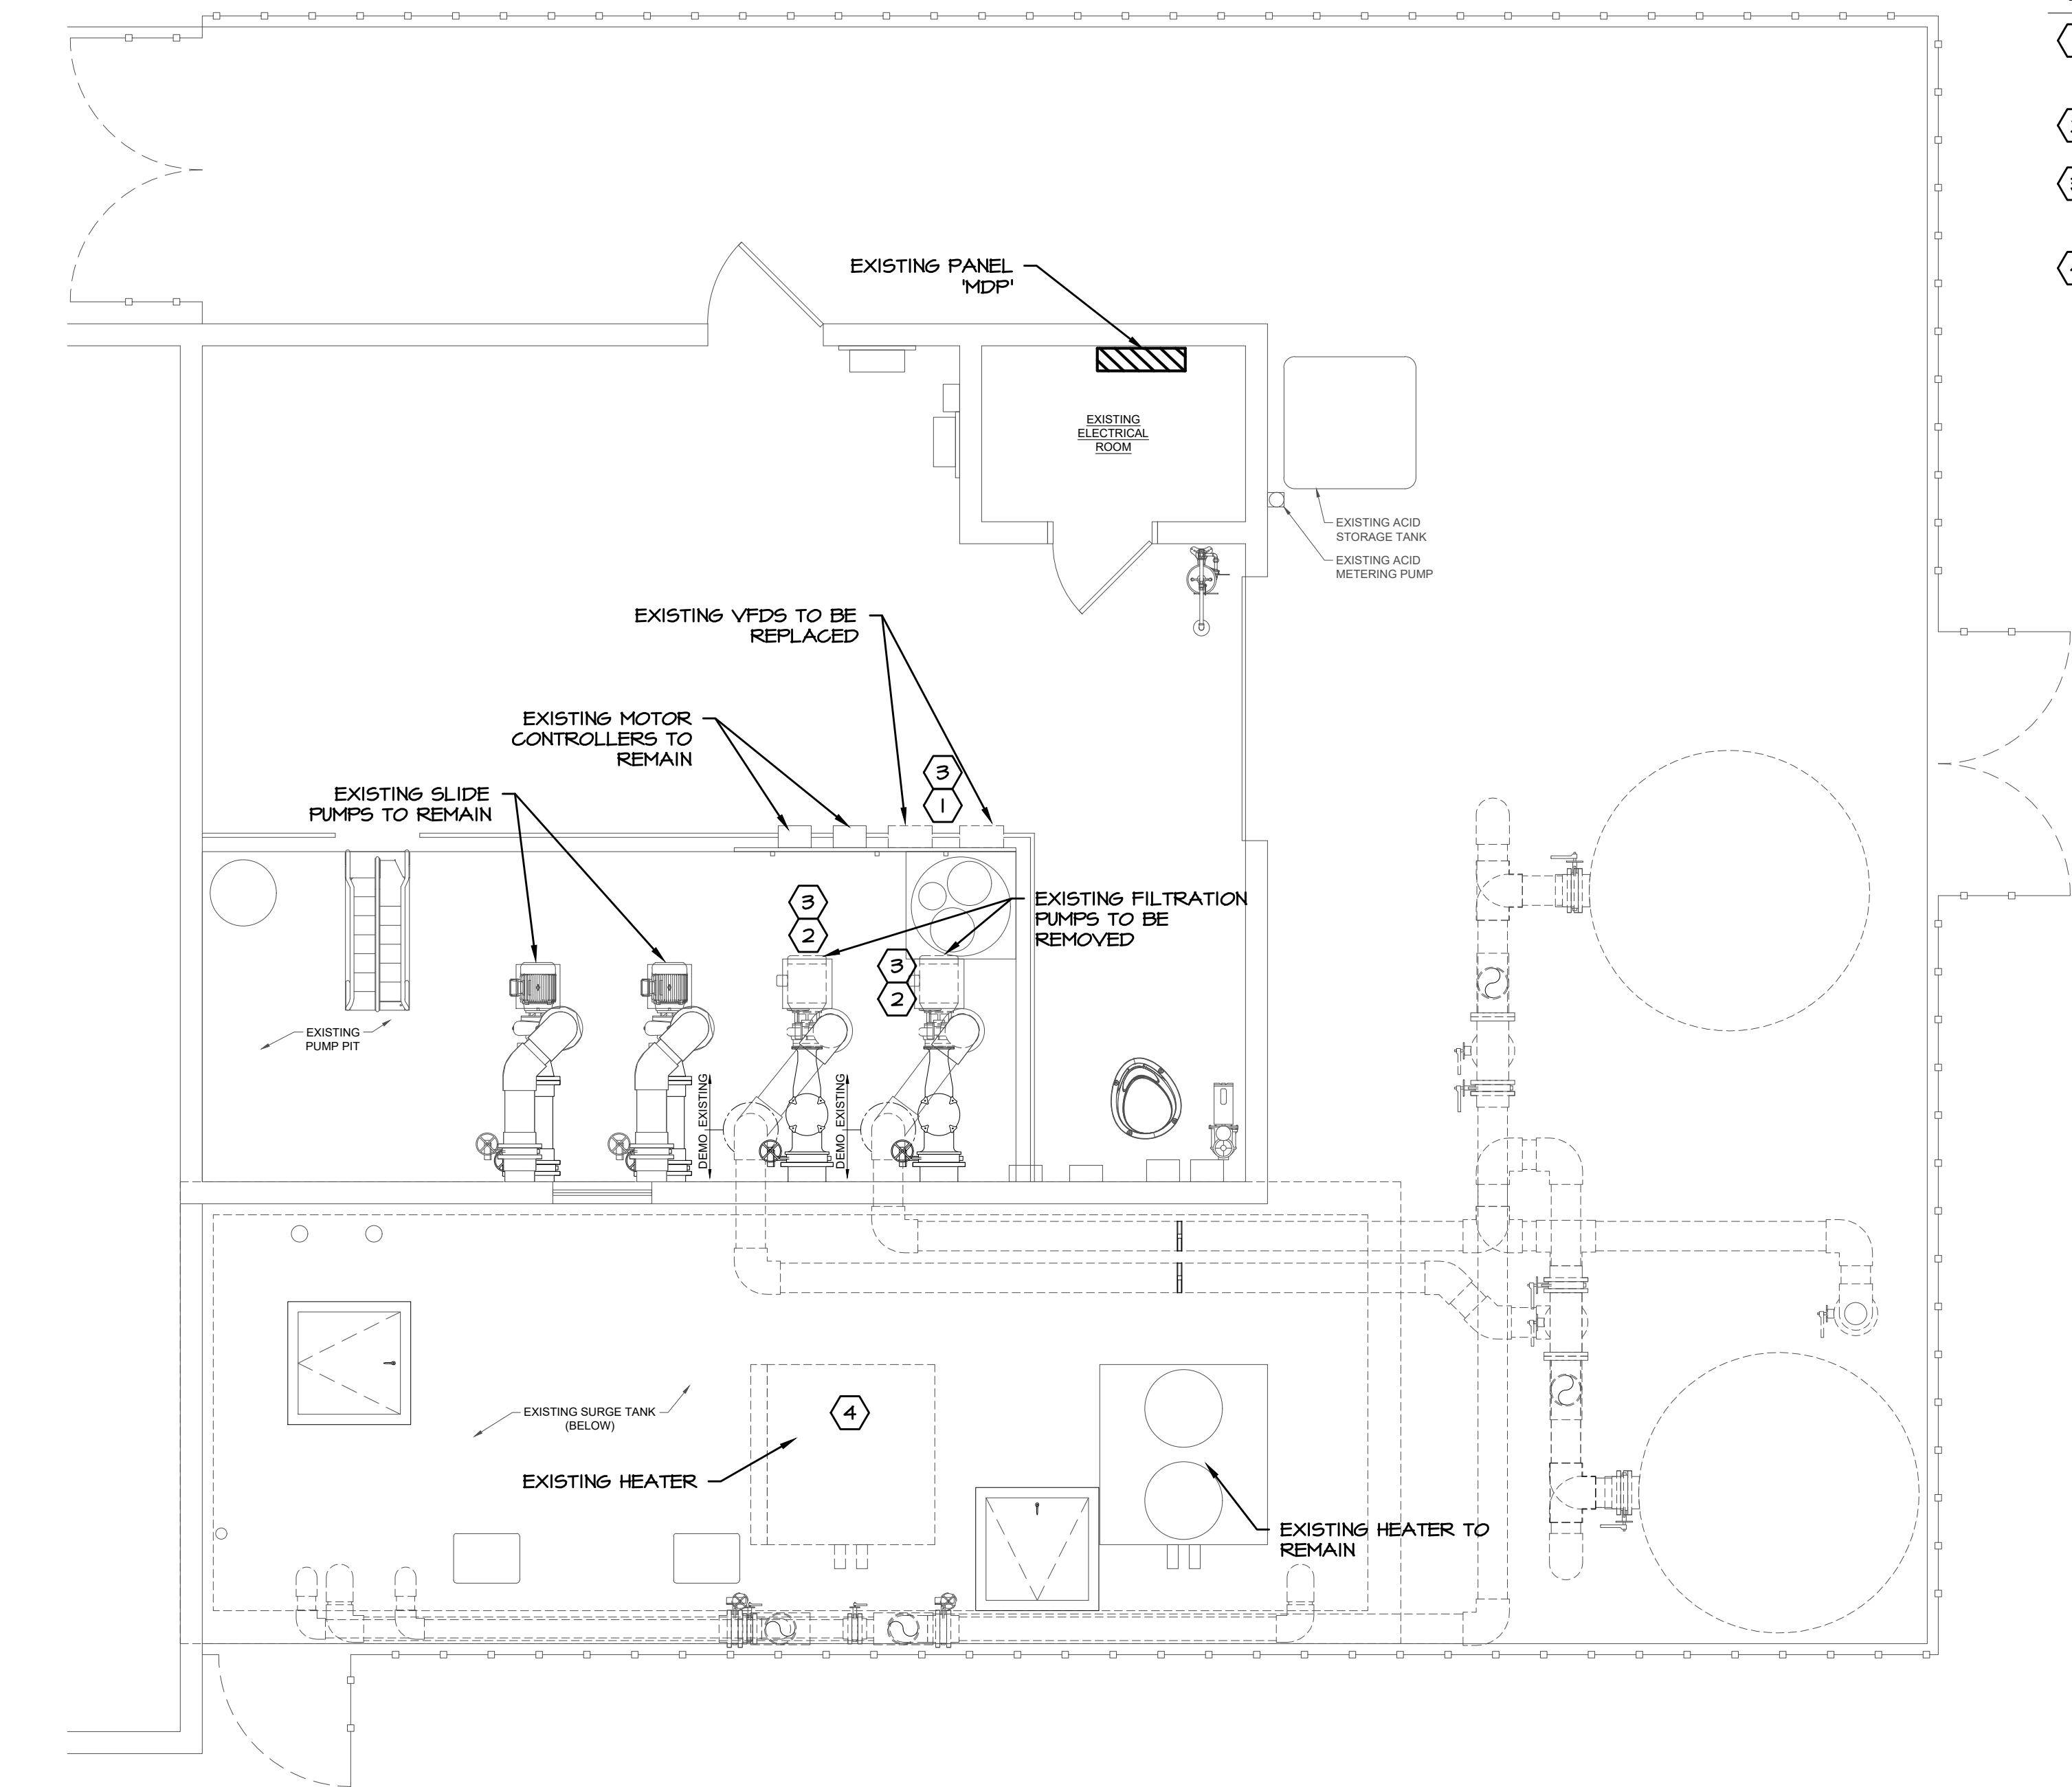 EXISTING PANEL
'MDP'
EXISTING
ELECTRICAL
ROOM
EXISTING ACID
STORAGE TANK
EXISTING ACID
METERING PUMP
EXISTING VFDS TO BE
REPLACED
EXISTING MOTOR
CONTROLLERS TO
REMAIN
3
1
EXISTING SLIDE
PUMPS TO REMAIN
3
2
EXISTING FILTRATION
PUMPS TO BE
REMOVED
3
2
EXISTING
PUMP PIT
DEMO EXISTING
DEMO EXISTING
4
EXISTING SURGE TANK
(BELOW)
EXISTING HEATER
EXISTING HEATER TO
REMAIN